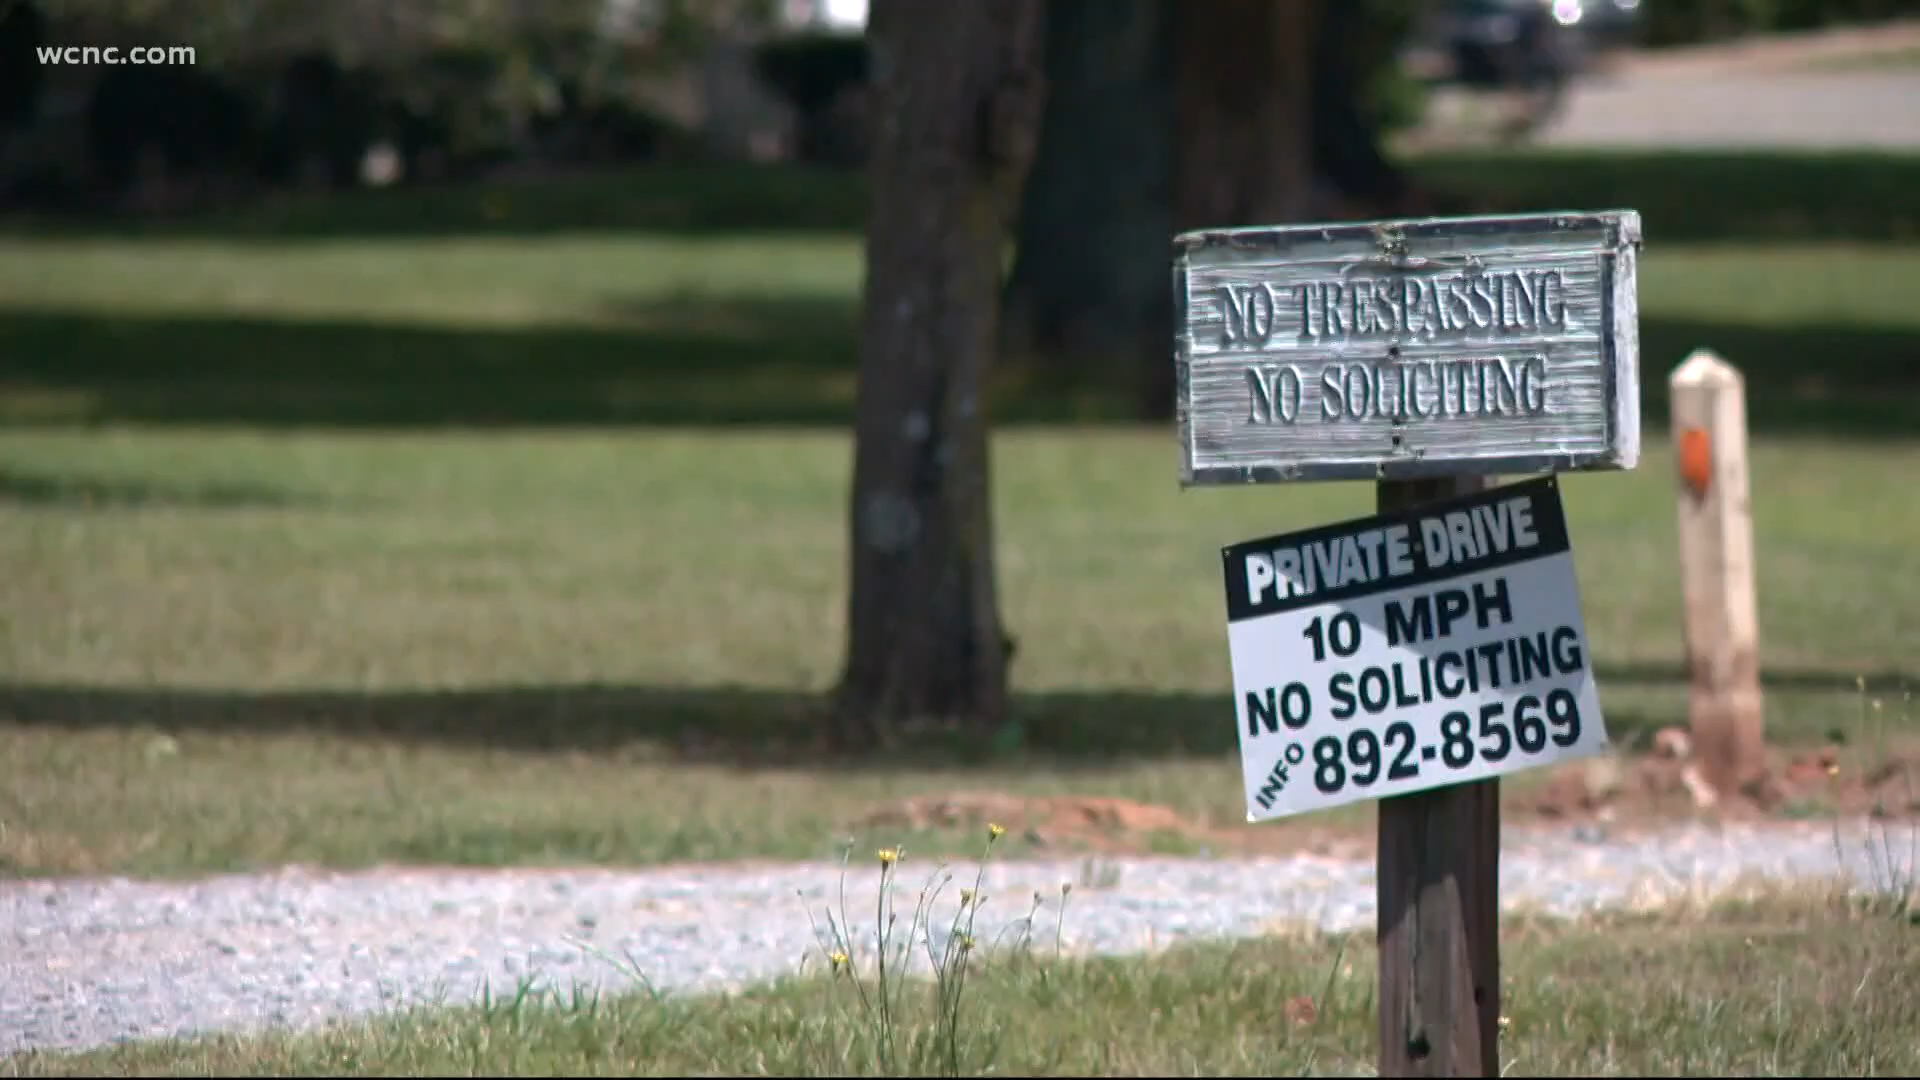 wcnc.com
NO TRESPASSING
NO SOLICITING
PRIVATE DRIVE
10 MPH
NO SOLICITING
INFO 892-8569